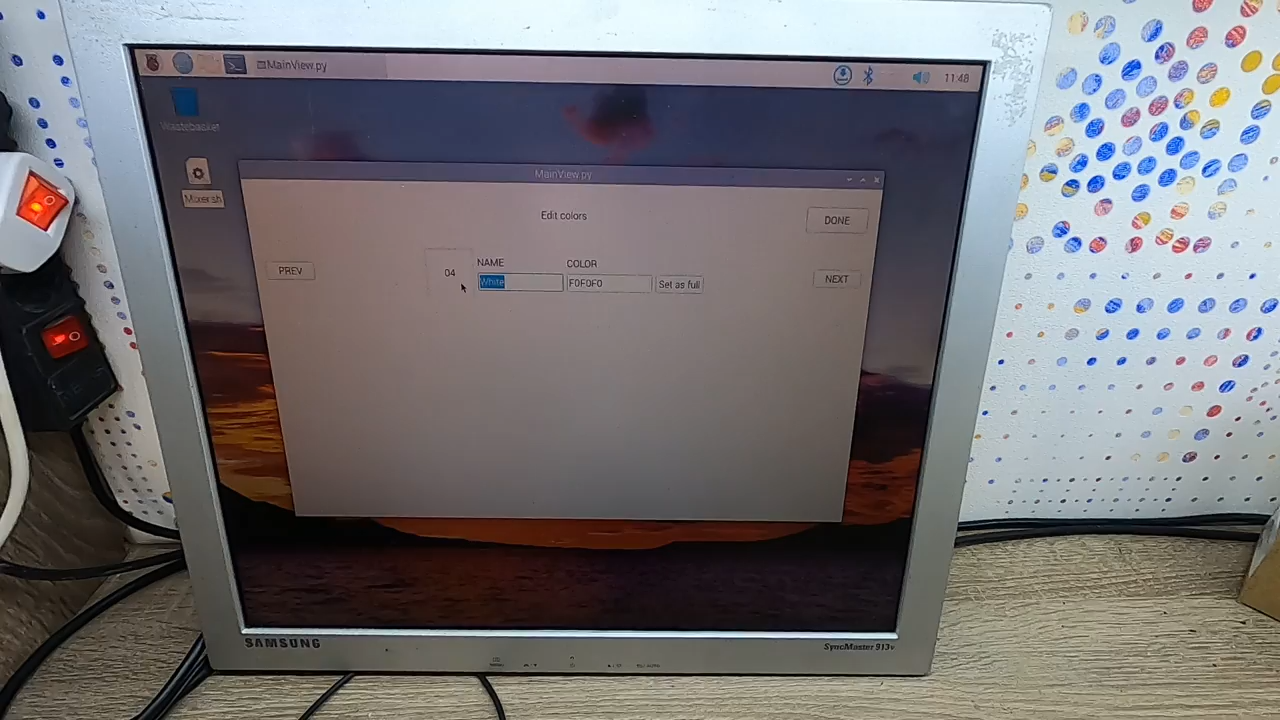 MainView.py
11:48
Wastebasket
Mixer.sh
MainView.py
Edit colors
DONE
PREV
04
NAME
COLOR
White
F0F0F0
Set as full
NEXT
SAMSUNG
SyncMaster 913v